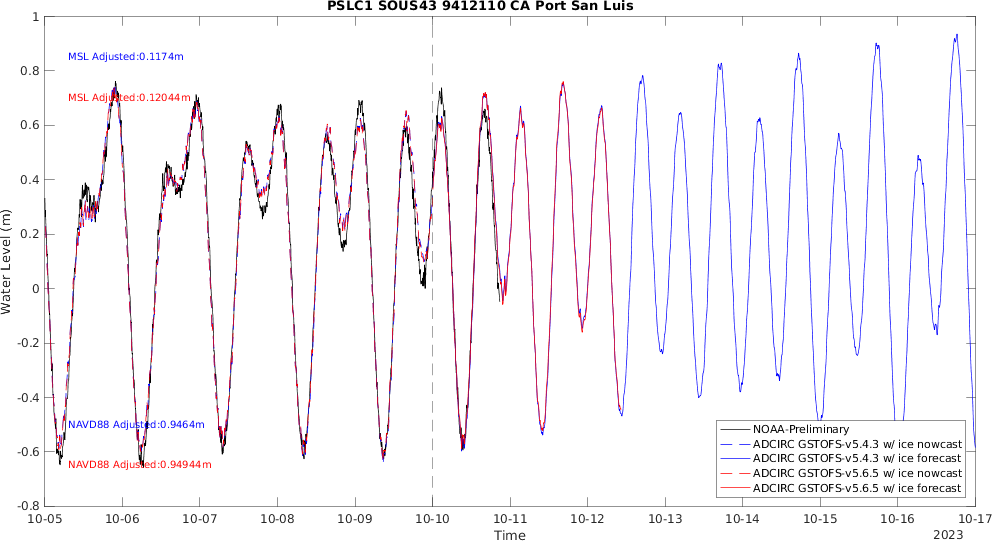 PSLC1 SOUS43 9412110 CA Port San Luis
1
0.8
0.6
0.4
0.2
0
-0.2
-0.4
-0.6
-0.8
Water Level (m)
MSL Adjusted:0.1174m
MSL Adjusted:0.12044m
NAVD88 Adjusted:0.9464m
NAVD88 Adjusted:0.94944m
NOAA-Preliminary
ADCIRC GSTOFS-v5.4.3 w/ ice nowcast
ADCIRC GSTOFS-v5.4.3 w/ ice forecast
ADCIRC GSTOFS-v5.6.5 w/ ice nowcast
ADCIRC GSTOFS-v5.6.5 w/ ice forecast
10-05 10-06 10-07 10-08 10-09 10-10 10-11 10-12 10-13 10-14 10-15 10-16 10-17
Time
2023